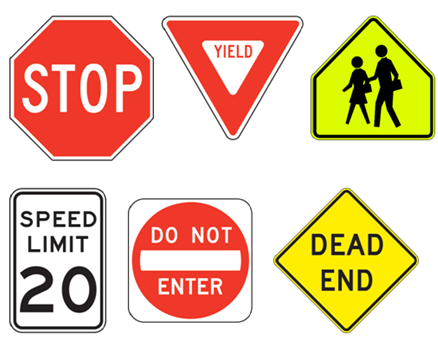 STOP
YIELD
SPEED
LIMIT
20
DO NOT
ENTER
DEAD
END